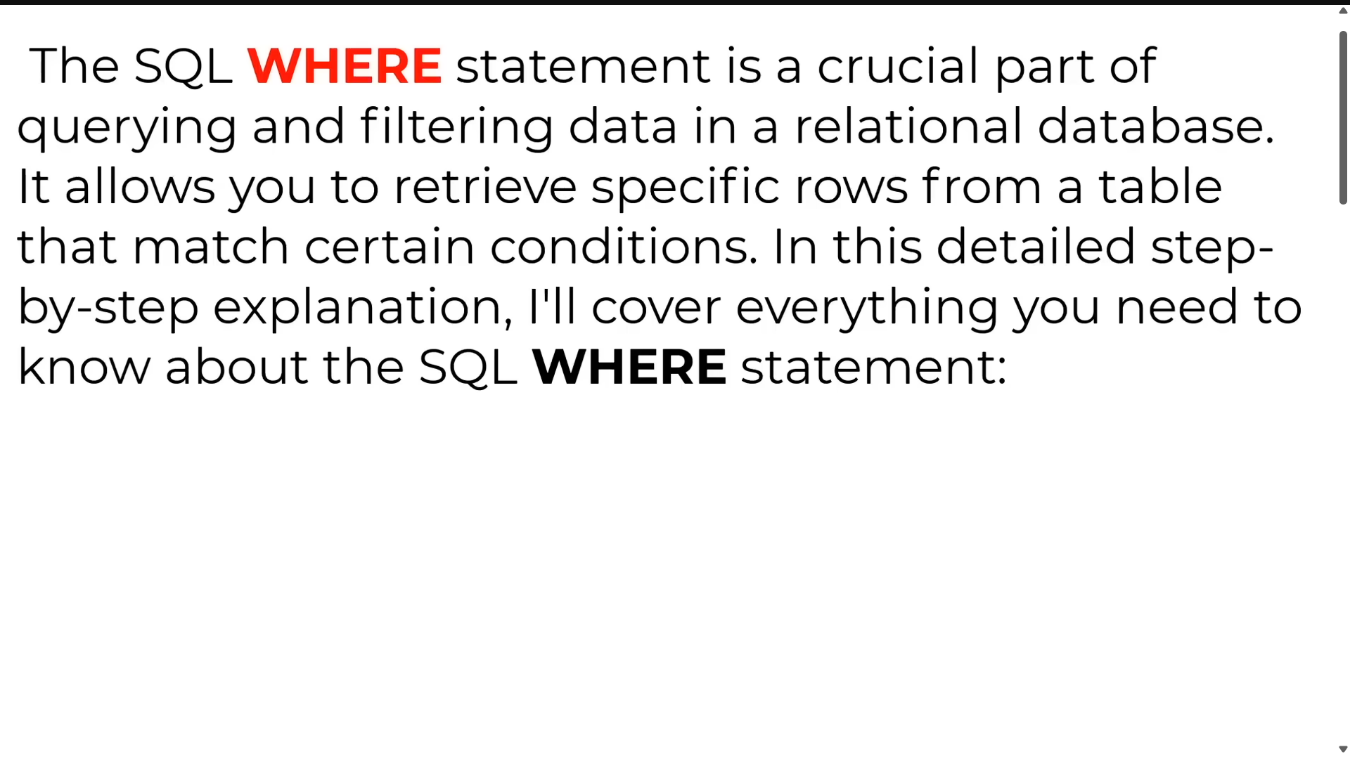 The SQL WHERE statement is a crucial part of
querying and filtering data in a relational database.
It allows you to retrieve specific rows from a table
that match certain conditions. In this detailed step-
by-step explanation, I'll cover everything you need to
know about the SQL WHERE statement: